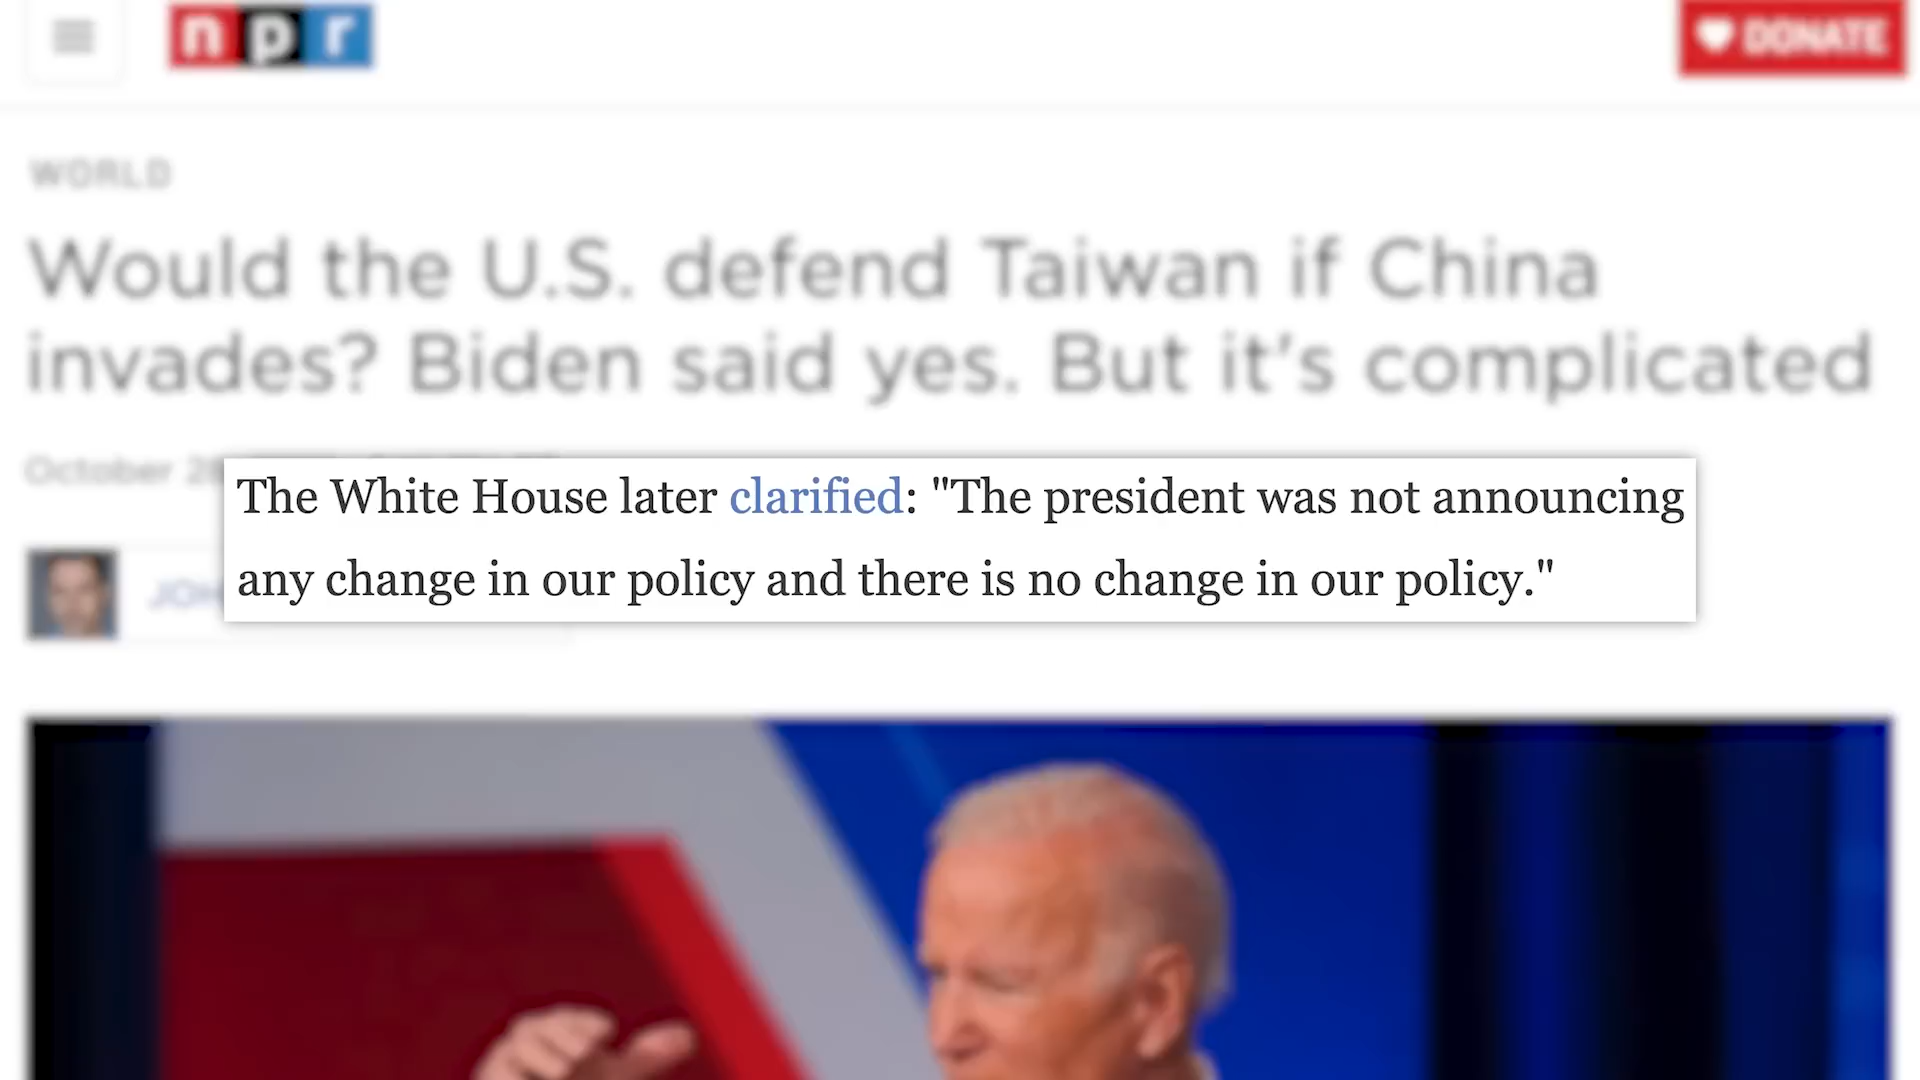 npr
DONATE
WORLD
Would the U.S. defend Taiwan if China
invades? Biden said yes. But it's complicated
October
The White House later clarified: "The president was not announcing
any change in our policy and there is no change in our policy."